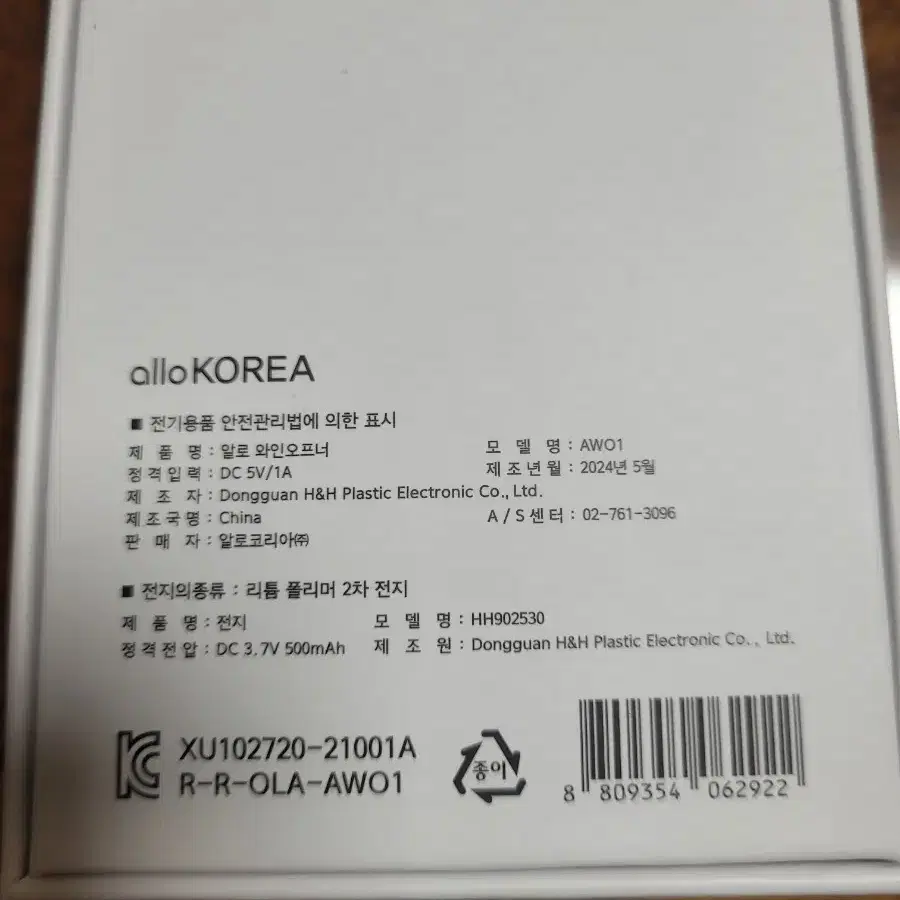 allo KOREA
■ 전기용품 안전관리법에 의한 표시
제 품 명 : 알로 와인오프너 모 델 명 : AWO1
정격입력 : DC 5V/1A 제조년월 : 2024년 5월
제 조 자 : Dongguan H&H Plastic Electronic Co., Ltd.
제조국명 : China A/S센터 : 02-761-3096
판 매 자 : 알로코리아㈜
■ 전지의종류 : 리튬 폴리머 2차 전지
제 품 명 : 전지 모 델 명 : HH902530
정격전압 : DC 3.7V 500mAh 제 조 원 : Dongguan H&H Plastic Electronic Co., Ltd.
XU102720-21001A
R-R-OLA-AWO1
종이
8 809354 062922